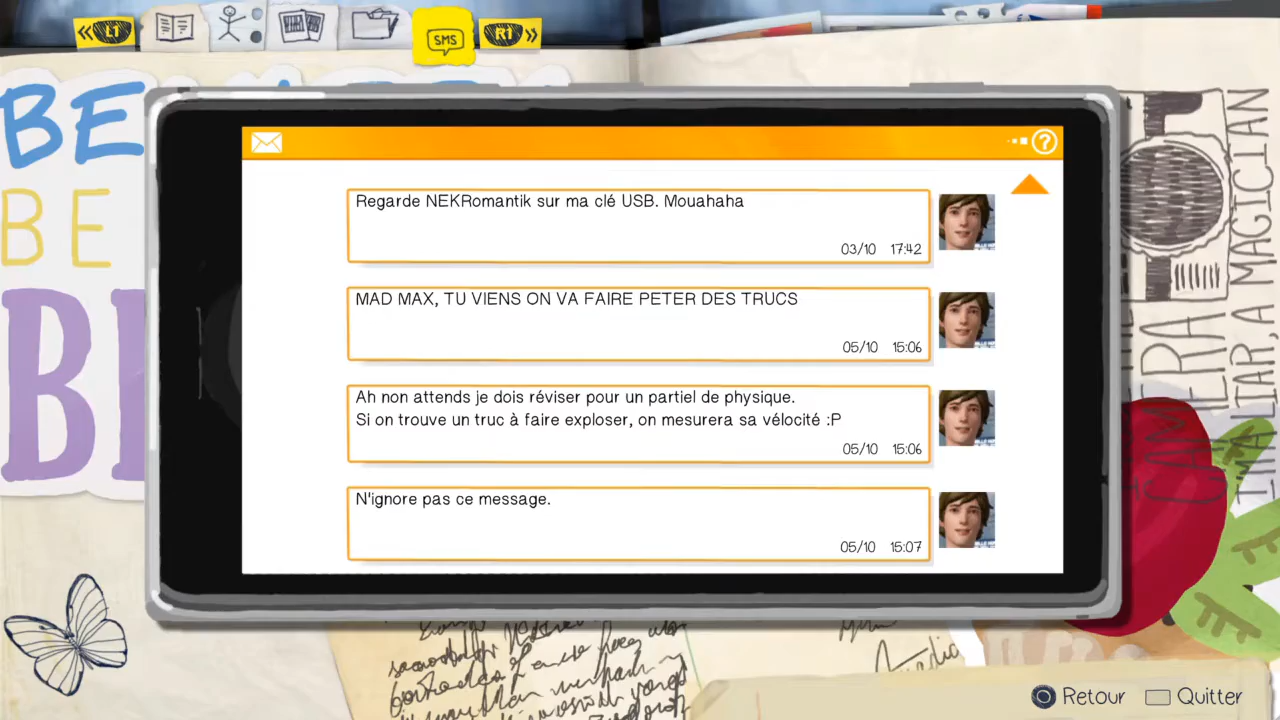 L1
SMS
R1
BE
BE
Regarde NEKRomantik sur ma clé USB. Mouahaha
03/10 17:42
MAD MAX, TU VIENS ON VA FAIRE PETER DES TRUCS
05/10 15:06
Ah non attends je dois réviser pour un partiel de physique.
Si on trouve un truc à faire exploser, on mesurera sa vélocité :P
05/10 15:06
N'ignore pas ce message.
05/10 15:07
CAMERA
LIAR, A MAGICIAN
Retour
Quitter